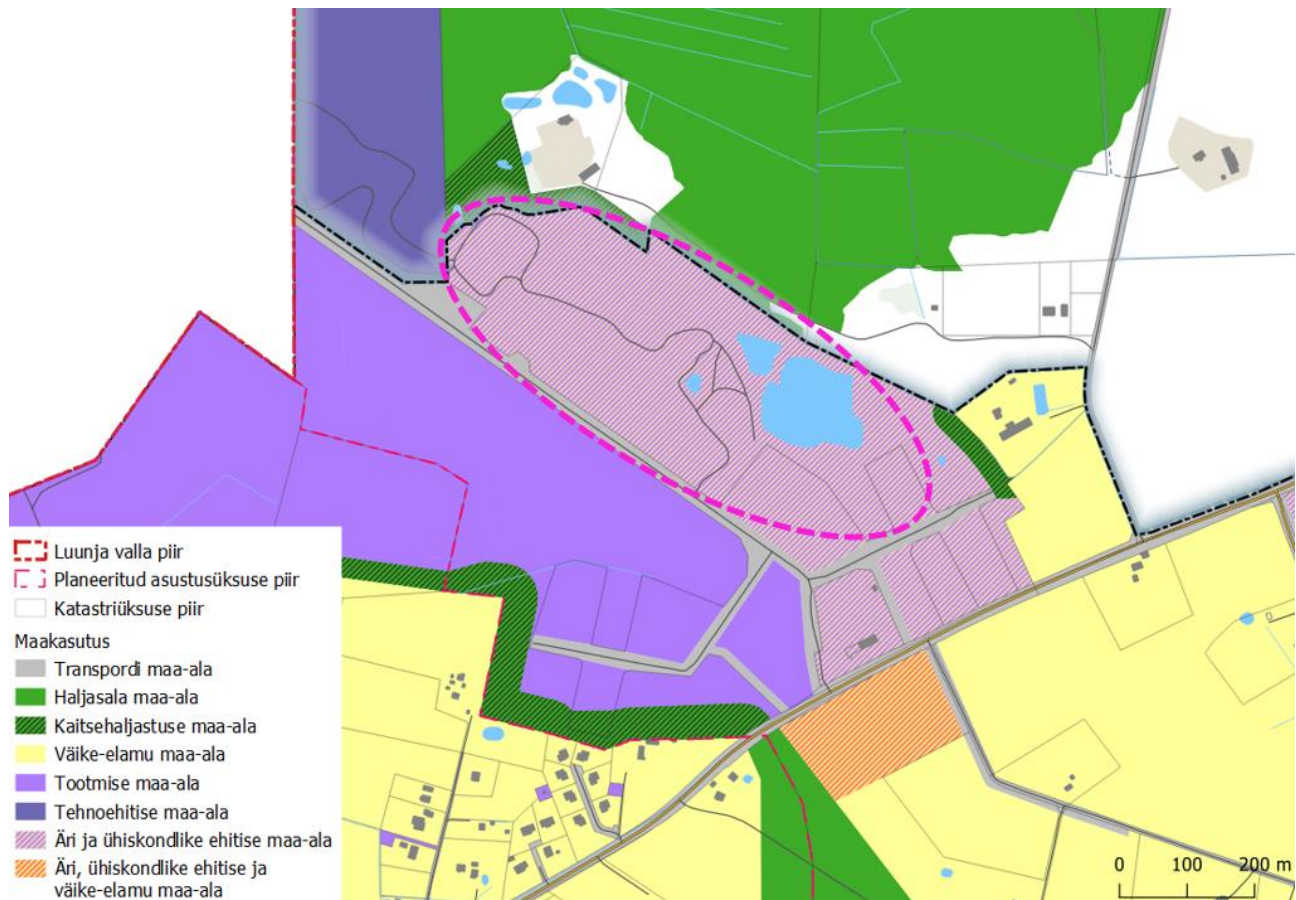 Luunja valla piir
Planeeritud asustusüksuse piir
Katastriüksuse piir
Maakasutus
Transpordi maa-ala
Haljasala maa-ala
Kaitsehaljastuse maa-ala
Väike-elamu maa-ala
Tootmise maa-ala
Tehnoehitise maa-ala
Äri ja ühiskondlike ehitise maa-ala
Äri, ühiskondlike ehitise ja
väike-elamu maa-ala
0 100 200 m